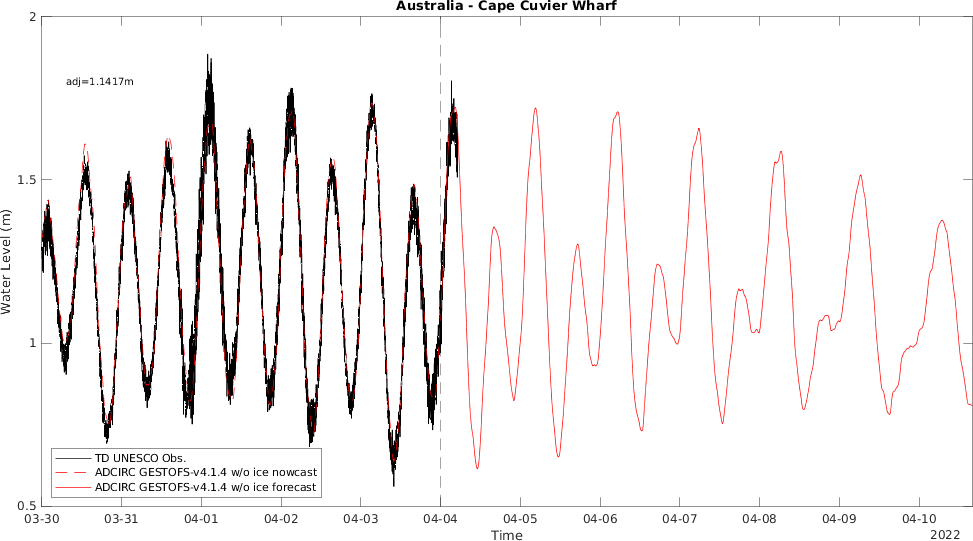 Australia - Cape Cuvier Wharf
2
adj=1.1417m
1.5
Water Level (m)
1
TD UNESCO Obs.
ADCIRC GESTOFS-v4.1.4 w/o ice nowcast
ADCIRC GESTOFS-v4.1.4 w/o ice forecast
0.5
03-30 03-31 04-01 04-02 04-03 04-04 04-05 04-06 04-07 04-08 04-09 04-10
Time
2022